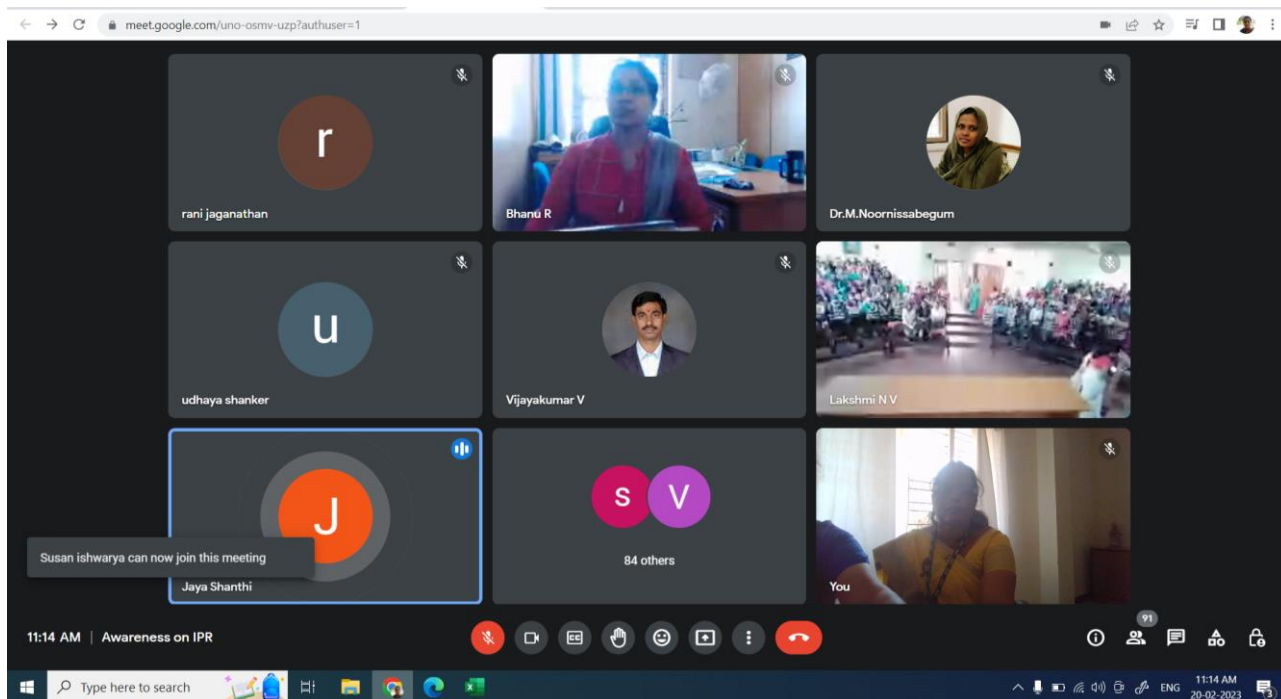 meet.google.com/uno-osmv-uzp?authuser=1
r
rani jaganathan
Bhanu R
Dr.M.Noornissabegum
u
udhaya shanker
Vijayakumar V
Lakshmi N V
J
Susan ishwarya can now join this meeting
Jaya Shanthi
S V
84 others
You
11:14 AM | Awareness on IPR
CC
91
Type here to search
ENG
11:14 AM
20-02-2023
3